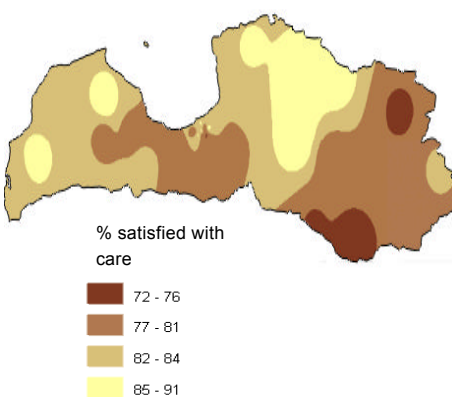 % satisfied with
care
72 - 76
77 - 81
82 - 84
85 - 91